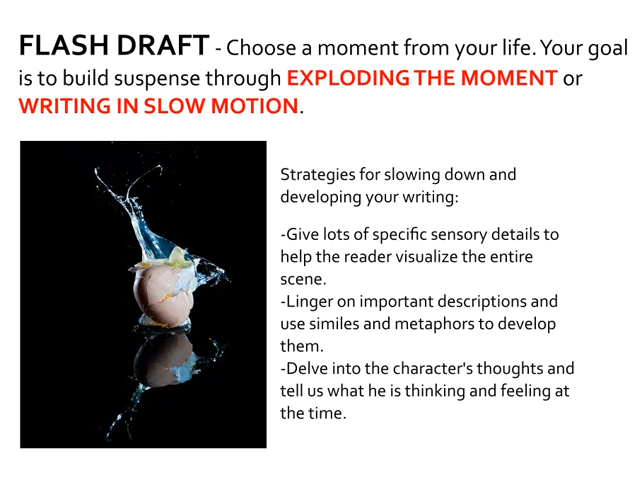 FLASH DRAFT - Choose a moment from your life. Your goal
is to build suspense through EXPLODING THE MOMENT or
WRITING IN SLOW MOTION.
Strategies for slowing down and
developing your writing:
-Give lots of specific sensory details to
help the reader visualize the entire
scene.
-Linger on important descriptions and
use similes and metaphors to develop
them.
-Delve into the character's thoughts and
tell us what he is thinking and feeling at
the time.